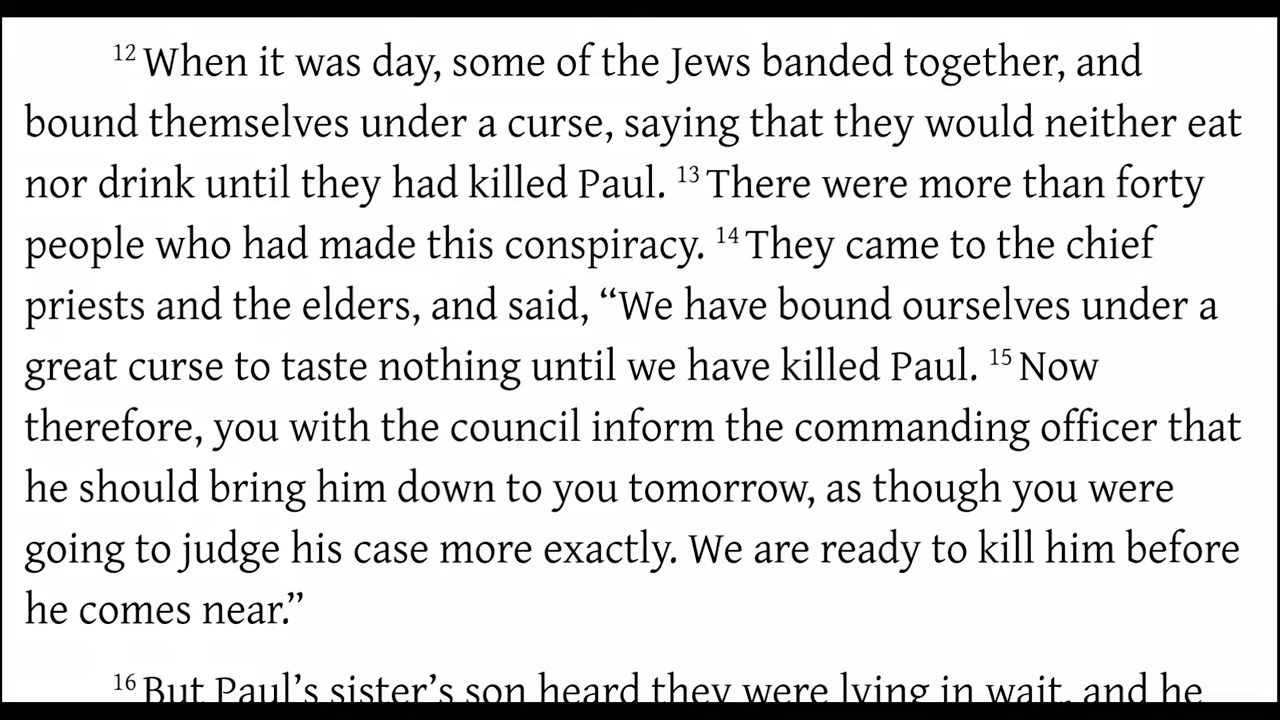 12 When it was day, some of the Jews banded together, and
bound themselves under a curse, saying that they would neither eat
nor drink until they had killed Paul. 13 There were more than forty
people who had made this conspiracy. 14 They came to the chief
priests and the elders, and said, “We have bound ourselves under a
great curse to taste nothing until we have killed Paul. 15 Now
therefore, you with the council inform the commanding officer that
he should bring him down to you tomorrow, as though you were
going to judge his case more exactly. We are ready to kill him before
he comes near.”
16 But Paul’s sister’s son heard they were lying in wait, and he